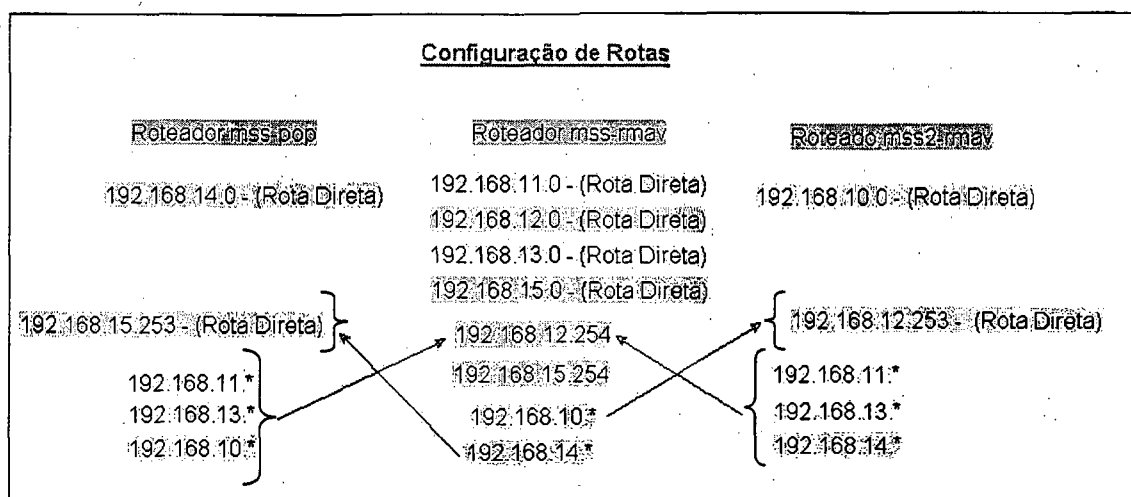 Configuração de Rotas
Roteador mss-pop
192.168.14.0 - (Rota Direta)
192.168.15.253 - (Rota Direta)
192.168.11.*
192.168.13.*
192.168.10.*
Roteador mss-rmav
192.168.11.0 - (Rota Direta)
192.168.12.0 - (Rota Direta)
192.168.13.0 - (Rota Direta)
192.168.15.0 - (Rota Direta)
192.168.12.254
192.168.15.254
192.168.10.*
192.168.14.*
Roteado mss2-rmav
192.168.10.0 - (Rota Direta)
192.168.12.253 - (Rota Direta)
192.168.11.*
192.168.13.*
192.168.14.*